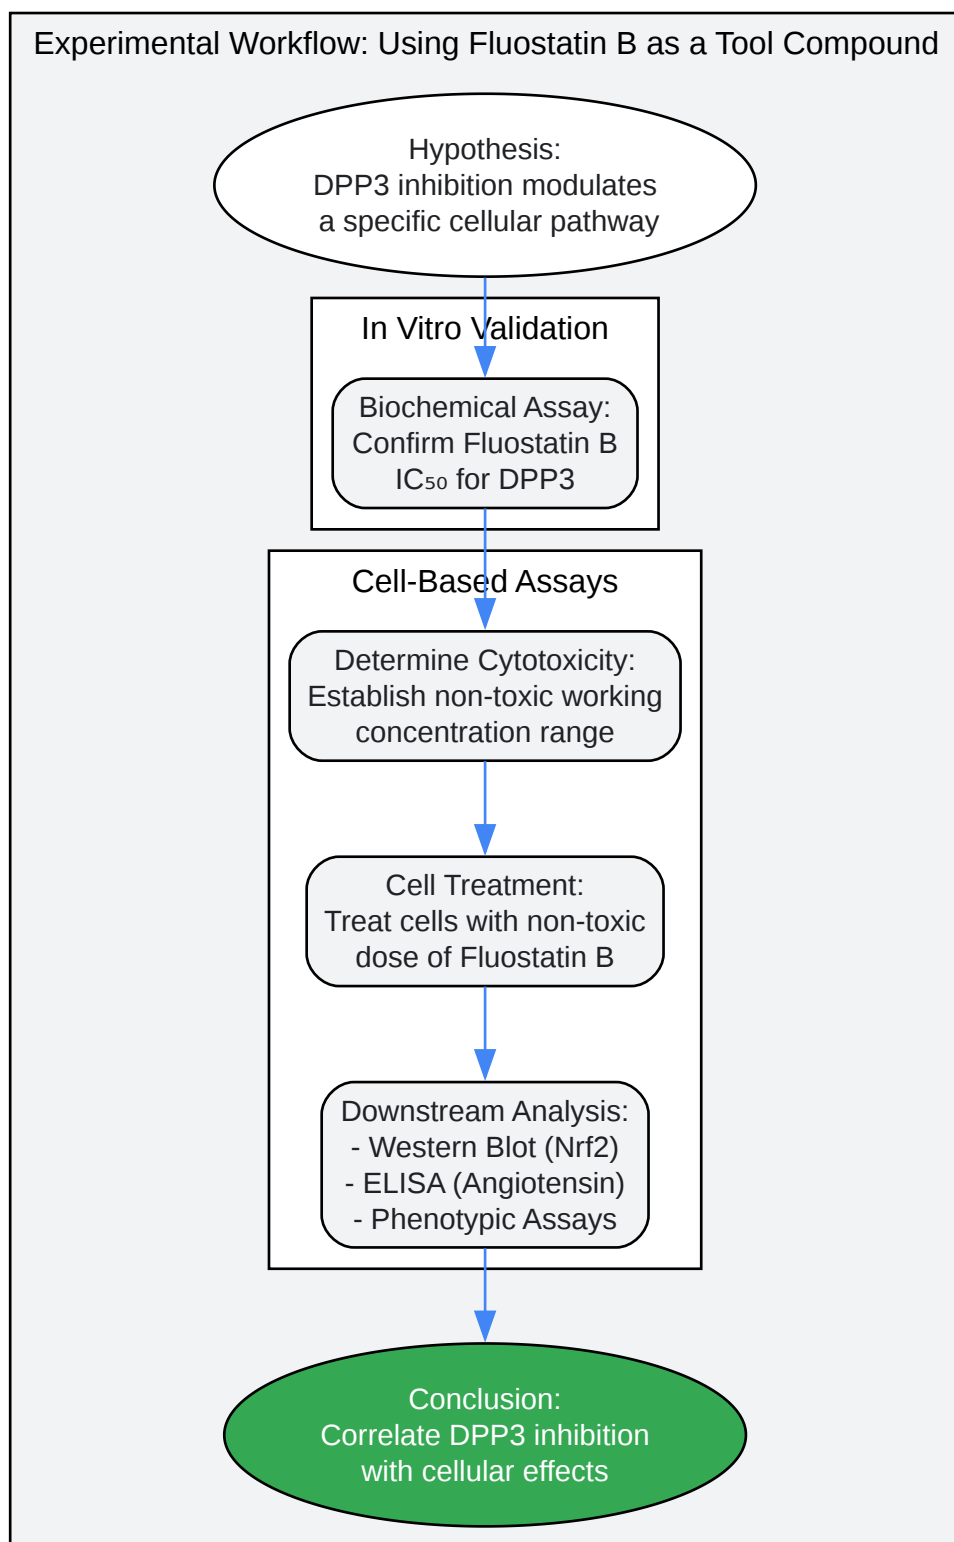 Experimental Workflow: Using Fluostatin B as a Tool Compound
Hypothesis:
DPP3 inhibition modulates
a specific cellular pathway
In Vitro Validation
Biochemical Assay:
Confirm Fluostatin B
IC₅₀ for DPP3
Cell-Based Assays
Determine Cytotoxicity:
Establish non-toxic working
concentration range
Cell Treatment:
Treat cells with non-toxic
dose of Fluostatin B
Downstream Analysis:
- Western Blot (Nrf2)
- ELISA (Angiotensin)
- Phenotypic Assays
Conclusion:
Correlate DPP3 inhibition
with cellular effects